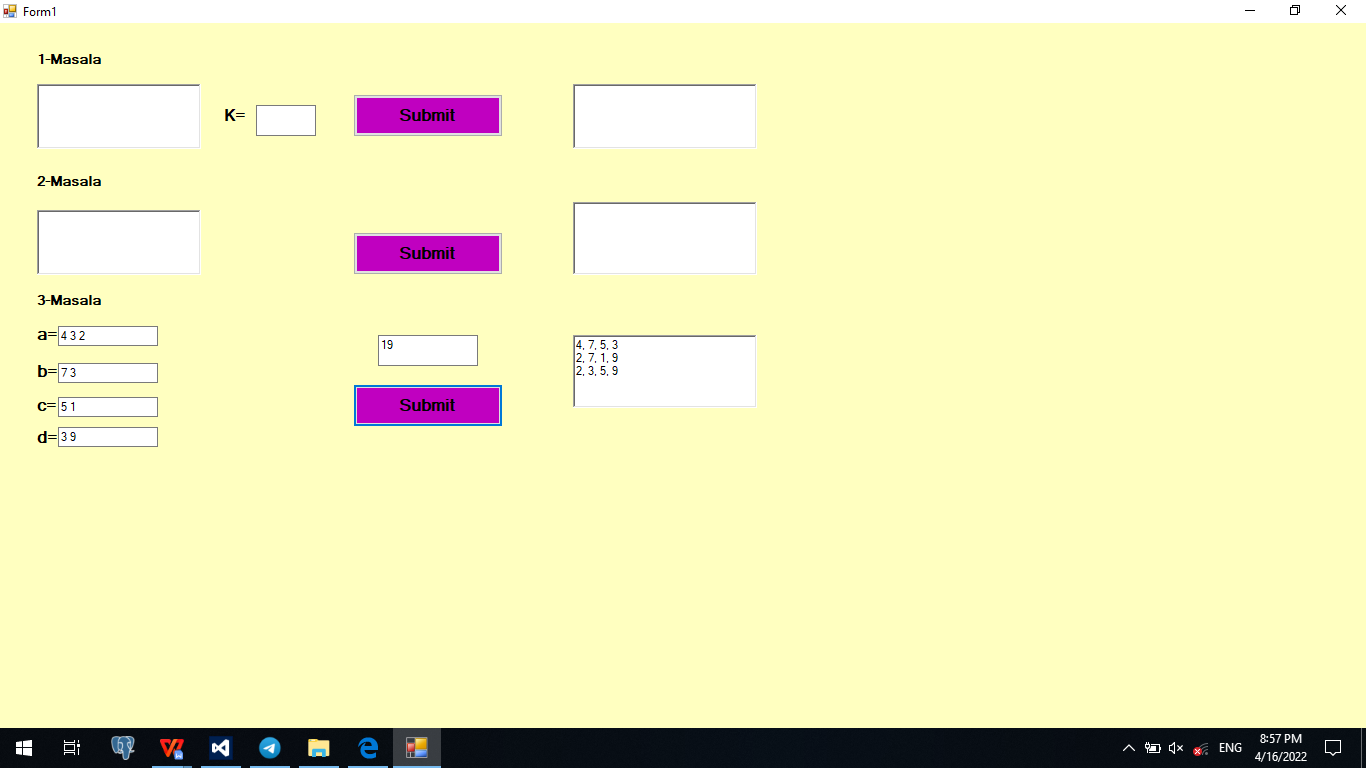 Form1
1-Masala
K=
Submit
2-Masala
Submit
3-Masala
a= 4 3 2
b= 7 3
c= 5 1
d= 3 9
19
Submit
4, 7, 5, 3
2, 7, 1, 9
2, 3, 5, 9
ENG
8:57 PM
4/16/2022